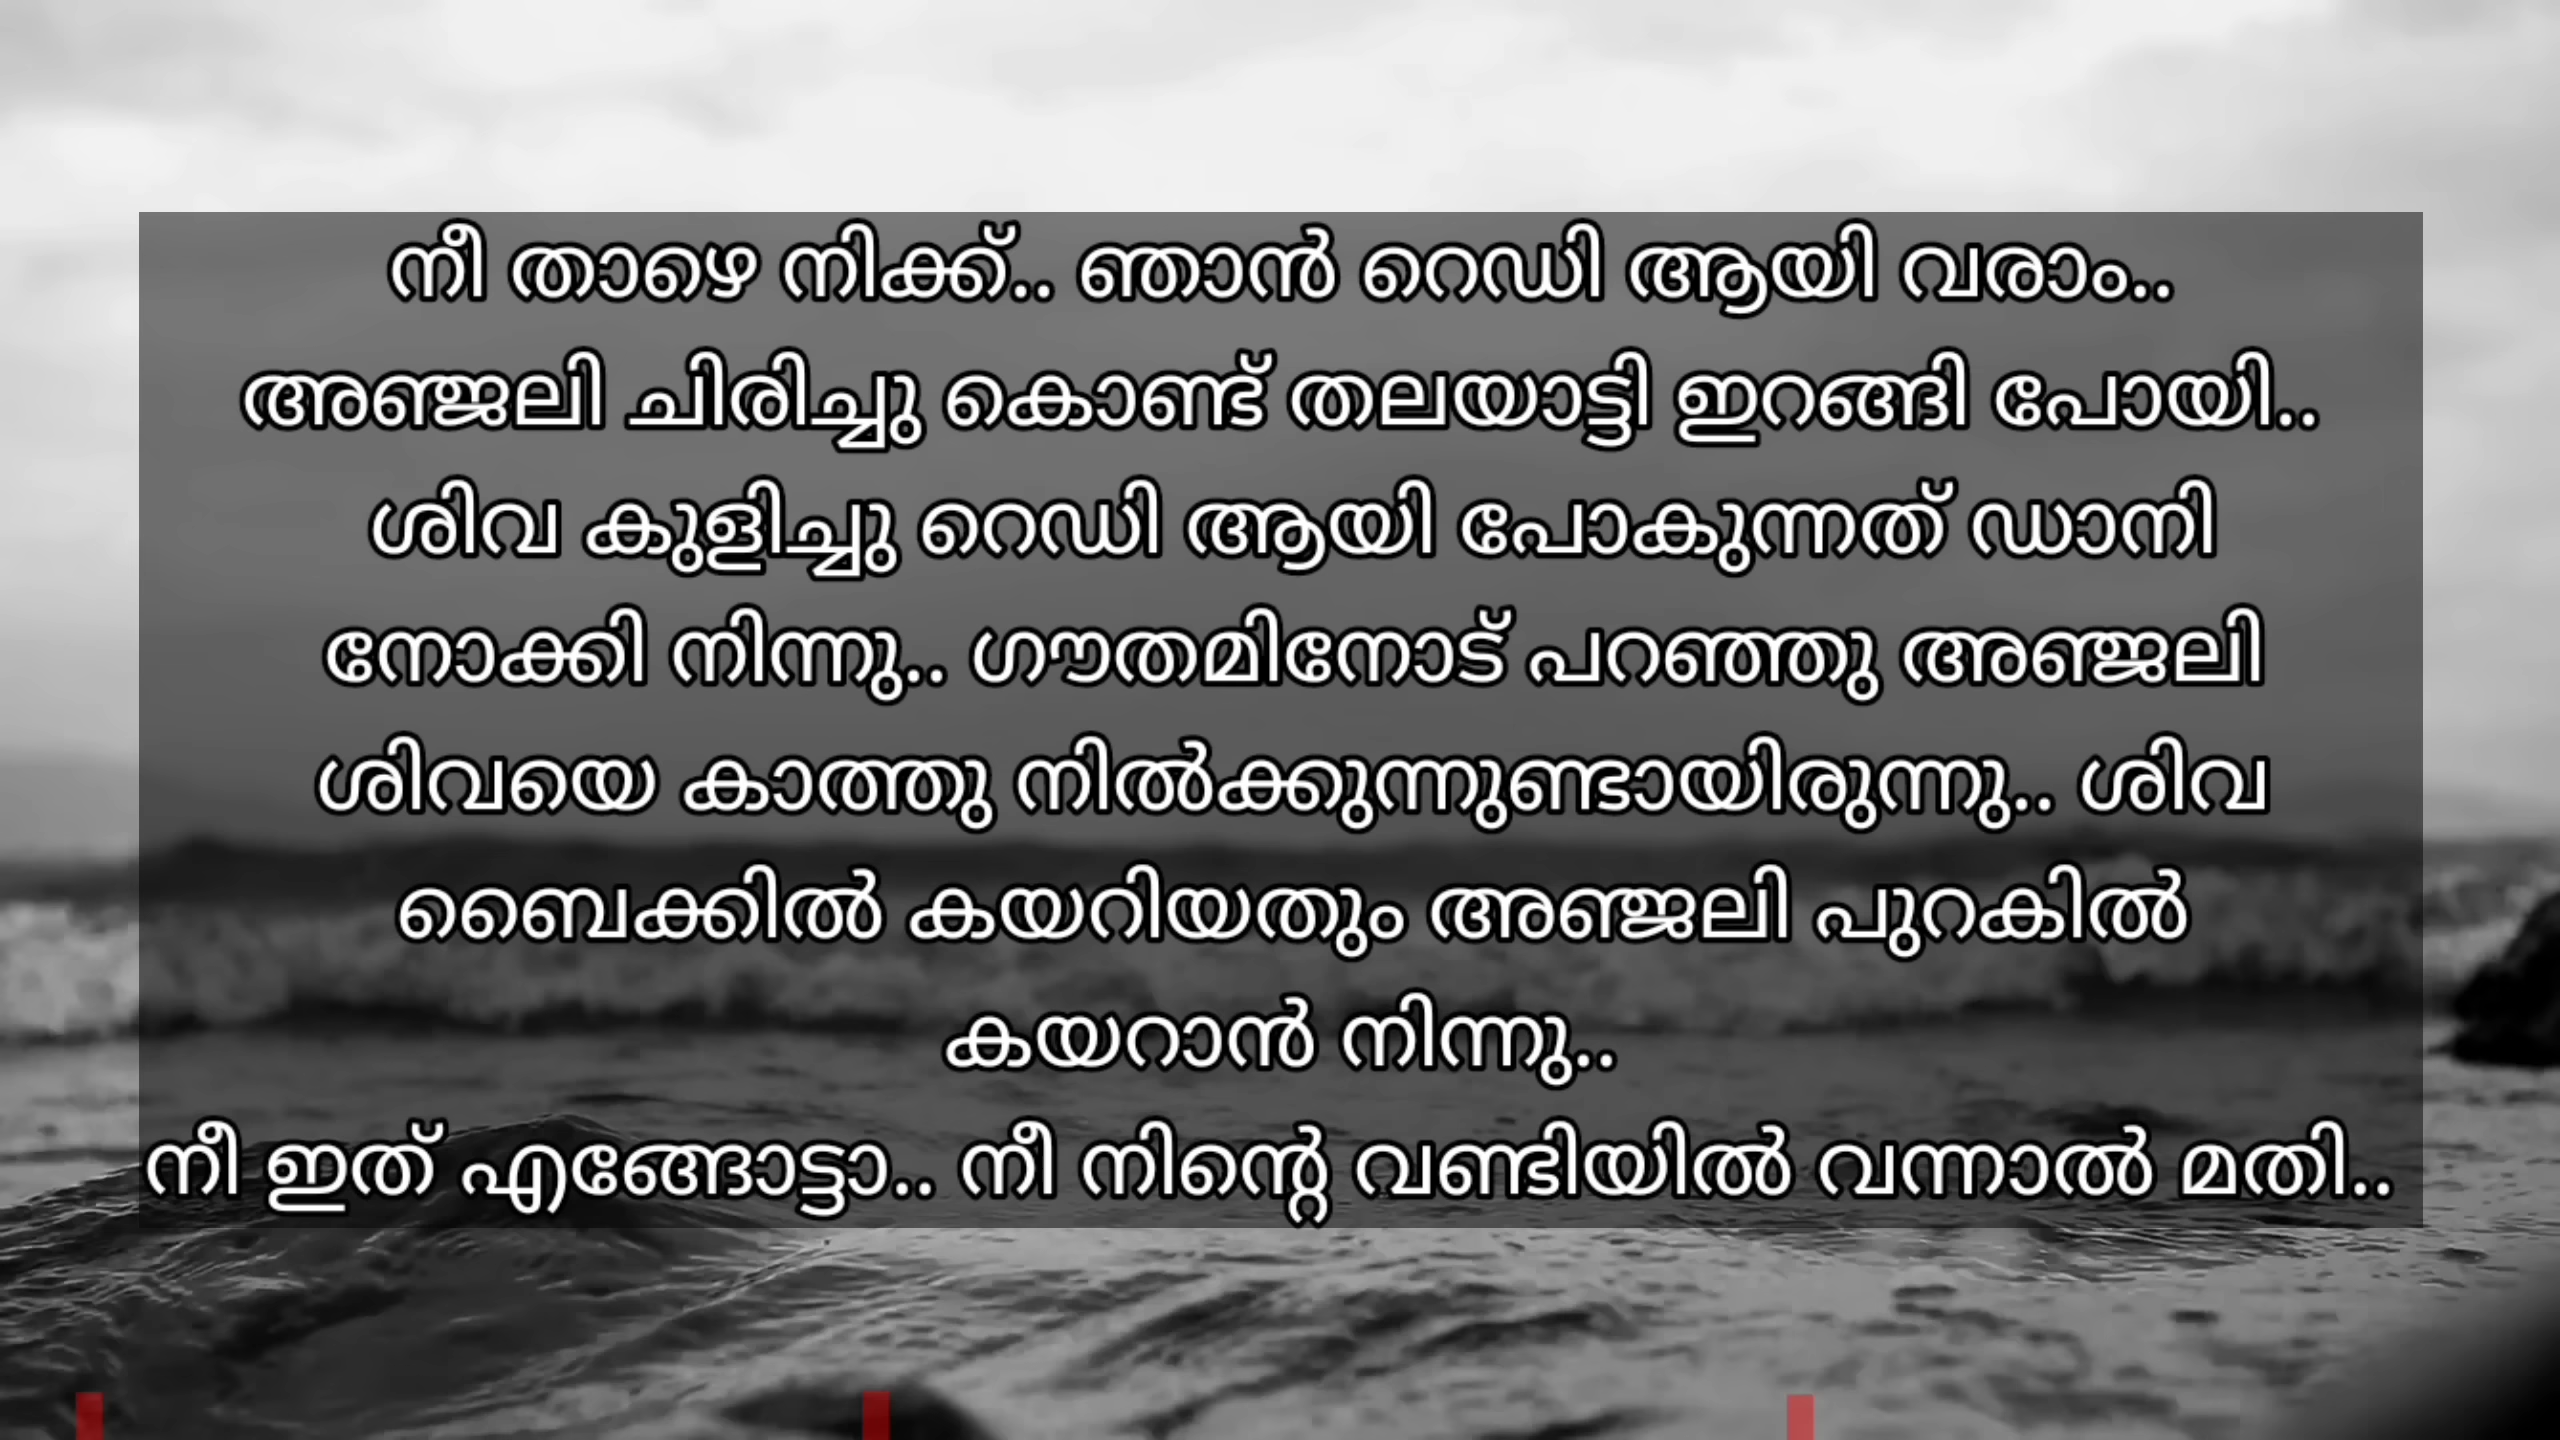 നീ താഴെ നിക്ക്.. ഞാൻ റെഡി ആയി വരാം..
അഞ്ജലി ചിരിച്ചു കൊണ്ട് തലയാട്ടി ഇറങ്ങി പോയി..
ശിവ കുളിച്ചു റെഡി ആയി പോകുന്നത് ഡാനി
നോക്കി നിന്നു.. ഗൗതമിനോട് പറഞ്ഞു അഞ്ജലി
ശിവയെ കാത്തു നിൽക്കുന്നുണ്ടായിരുന്നു.. ശിവ
ബൈക്കിൽ കയറിയതും അഞ്ജലി പുറകിൽ
കയറാൻ നിന്നു..
നീ ഇത് എങ്ങോട്ടാ.. നീ നിന്റെ വണ്ടിയിൽ വന്നാൽ മതി..